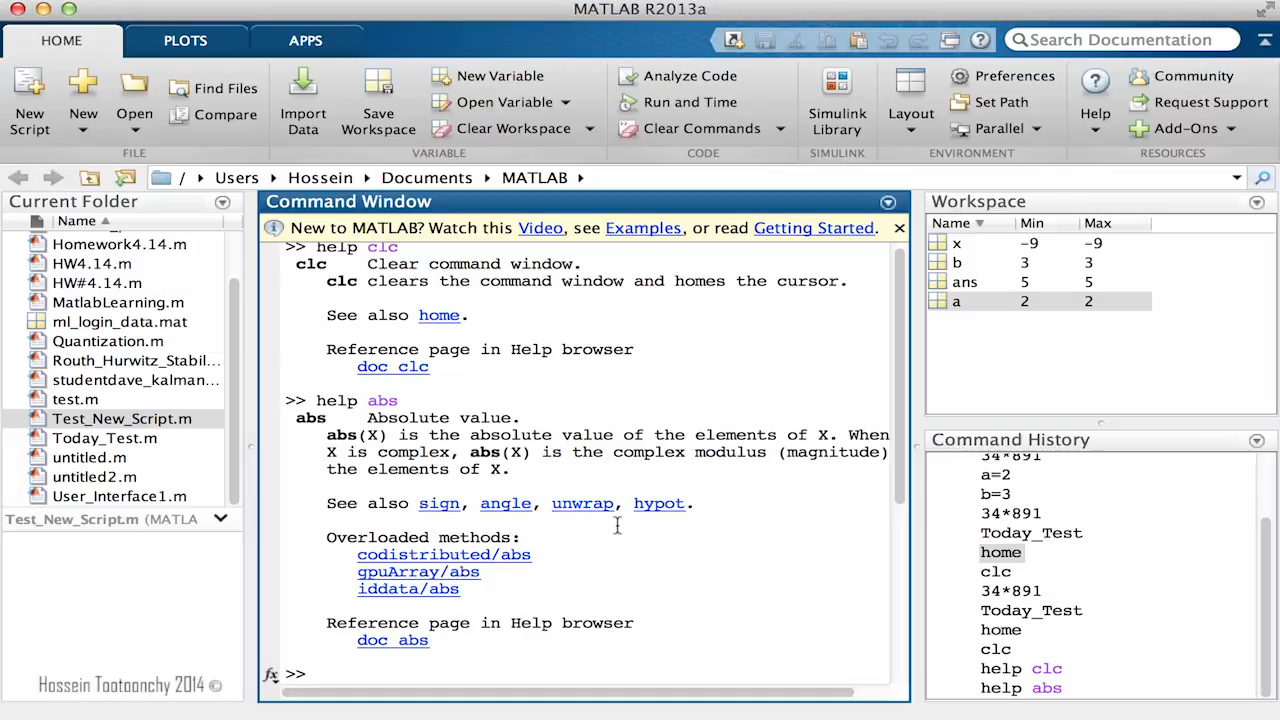 MATLAB R2013a
HOME
PLOTS
APPS
Search Documentation
New Script
New
Open
Find Files
Compare
FILE
Import Data
Save Workspace
New Variable
Open Variable
Clear Workspace
VARIABLE
Analyze Code
Run and Time
Clear Commands
CODE
Simulink Library
SIMULINK
Layout
Preferences
Set Path
Parallel
ENVIRONMENT
Help
Community
Request Support
Add-Ons
RESOURCES
/ Users Hossein Documents MATLAB
Current Folder
Name
Homework4.14.m
HW4.14.m
HW#4.14.m
MatlabLearning.m
ml_login_data.mat
Quantization.m
Routh_Hurwitz_Stabil...
studentdave_kalman...
test.m
Test_New_Script.m
Today_Test.m
untitled.m
untitled2.m
User_Interface1.m
Test_New_Script.m (MATLA
Hossein Tootoonchy 2014 ©
Command Window
New to MATLAB? Watch this Video, see Examples, or read Getting Started.
>> help clc
clc Clear command window.
clc clears the command window and homes the cursor.
See also home.
Reference page in Help browser
doc clc
>> help abs
abs Absolute value.
abs(X) is the absolute value of the elements of X. When
X is complex, abs(X) is the complex modulus (magnitude)
the elements of X.
See also sign, angle, unwrap, hypot.
Overloaded methods:
codistributed/abs
gpuArray/abs
iddata/abs
Reference page in Help browser
doc abs
fx >>
Workspace
Name Min Max
x -9 -9
b 3 3
ans 5 5
a 2 2
Command History
34*891
a=2
b=3
34*891
Today_Test
home
clc
34*891
Today_Test
home
clc
help clc
help abs